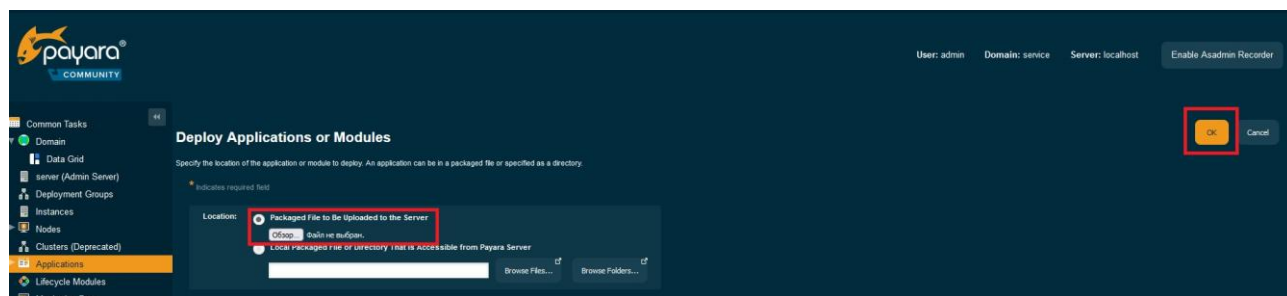 payara®
COMMUNITY
User: admin Domain: service Server: localhost Enable Asadmin Recorder
Common Tasks
Domain
Data Grid
server (Admin Server)
Deployment Groups
Instances
Nodes
Clusters (Deprecated)
Applications
Lifecycle Modules
Deploy Applications or Modules
OK Cancel
Specify the location of the application or module to deploy. An application can be in a packaged file or specified as a directory.
* Indicates required field
Location: Packaged File to Be Uploaded to the Server
Обзор... Файл не выбран.
Local Packaged File or Directory That Is Accessible from Payara Server
Browse Files... Browse Folders...